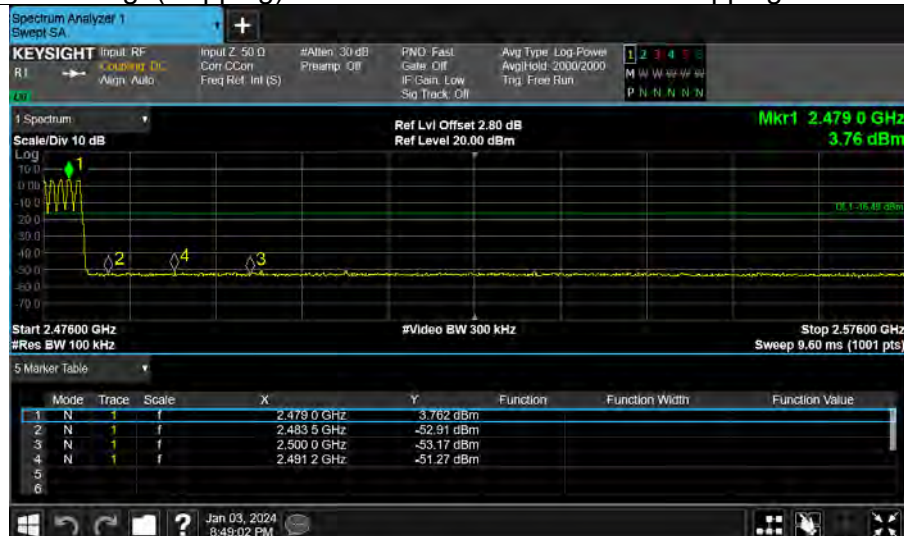 Spectrum Analyzer 1
Swept SA
+
KEYSIGHT Input: RF
R L
Coupling: DC
Align: Auto
Input Z: 50 Ω
Corr CCorr
Freq Ref: Int (S)
#Atten: 30 dB
Preamp: Off
PNO: Fast
Gate: Off
IF Gain: Low
Sig Track: Off
Avg Type: Log-Power
Avg|Hold: 2000/2000
Trig: Free Run
1 2 3 4 5 6
M W W W W W
P N N N N N
1 Spectrum
Scale/Div 10 dB
Log
Ref Lvl Offset 2.80 dB
Ref Level 20.00 dBm
Mkr1 2.479 0 GHz
3.76 dBm
10.0
0.00
-10.0
-20.0
-30.0
-40.0
-50.0
-60.0
-70.0
1
2
4
3
Start 2.47600 GHz
#Res BW 100 kHz
#Video BW 300 kHz
Stop 2.57600 GHz
Sweep 9.60 ms (1001 pts)
5 Marker Table
Mode Trace Scale X Y Function Function Width Function Value
1 N 1 f 2.479 0 GHz 3.762 dBm
2 N 1 f 2.483 5 GHz -52.91 dBm
3 N 1 f 2.500 0 GHz -53.17 dBm
4 N 1 f 2.491 2 GHz -51.27 dBm
5
6
?
Jan 03, 2024
8:49:02 PM